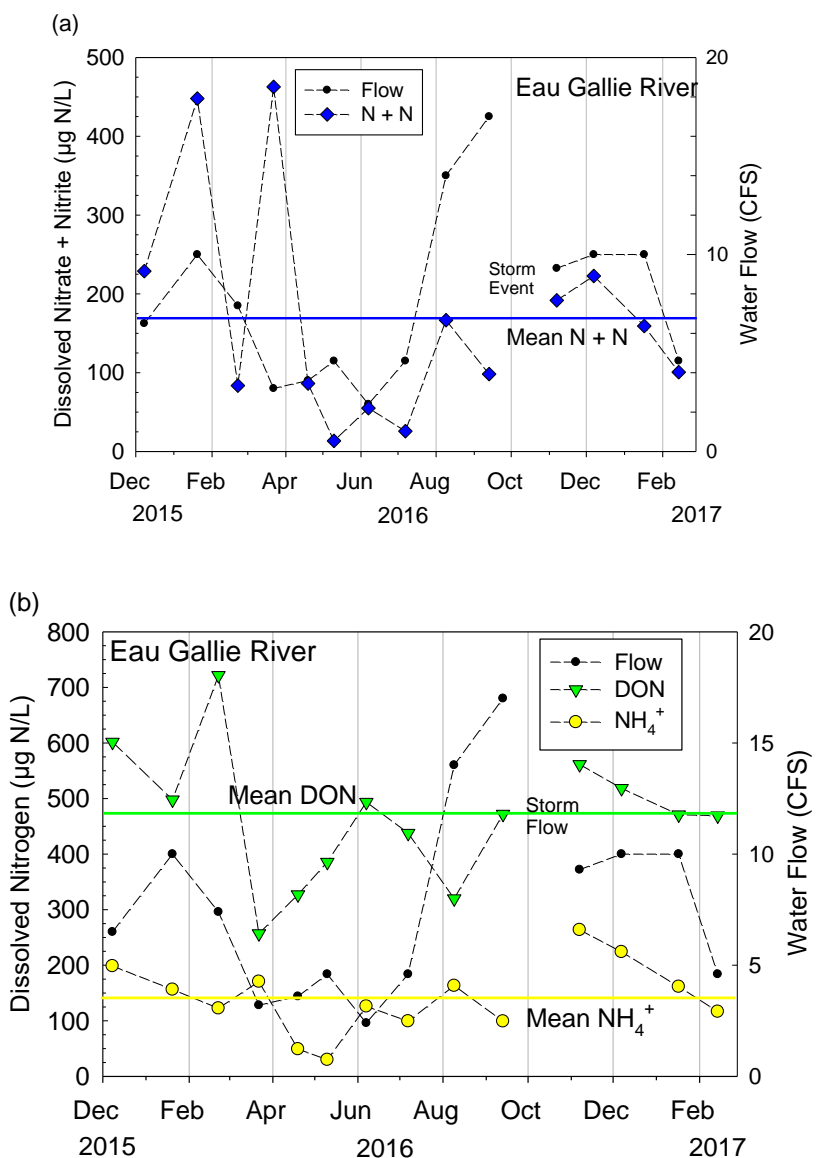 (a)
500
400
300
200
100
0
Dissolved Nitrate + Nitrite (µg N/L)
Flow
N + N
Eau Gallie River
20
10
0
Water Flow (CFS)
Storm
Event
Mean N + N
Dec Feb Apr Jun Aug Oct Dec Feb
2015 2016 2017
(b)
800
700
600
500
400
300
200
100
0
Dissolved Nitrogen (µg N/L)
Eau Gallie River
Flow
DON
NH₄⁺
20
15
10
5
0
Water Flow (CFS)
Mean DON
Storm
Flow
Mean NH₄⁺
Dec Feb Apr Jun Aug Oct Dec Feb
2015 2016 2017